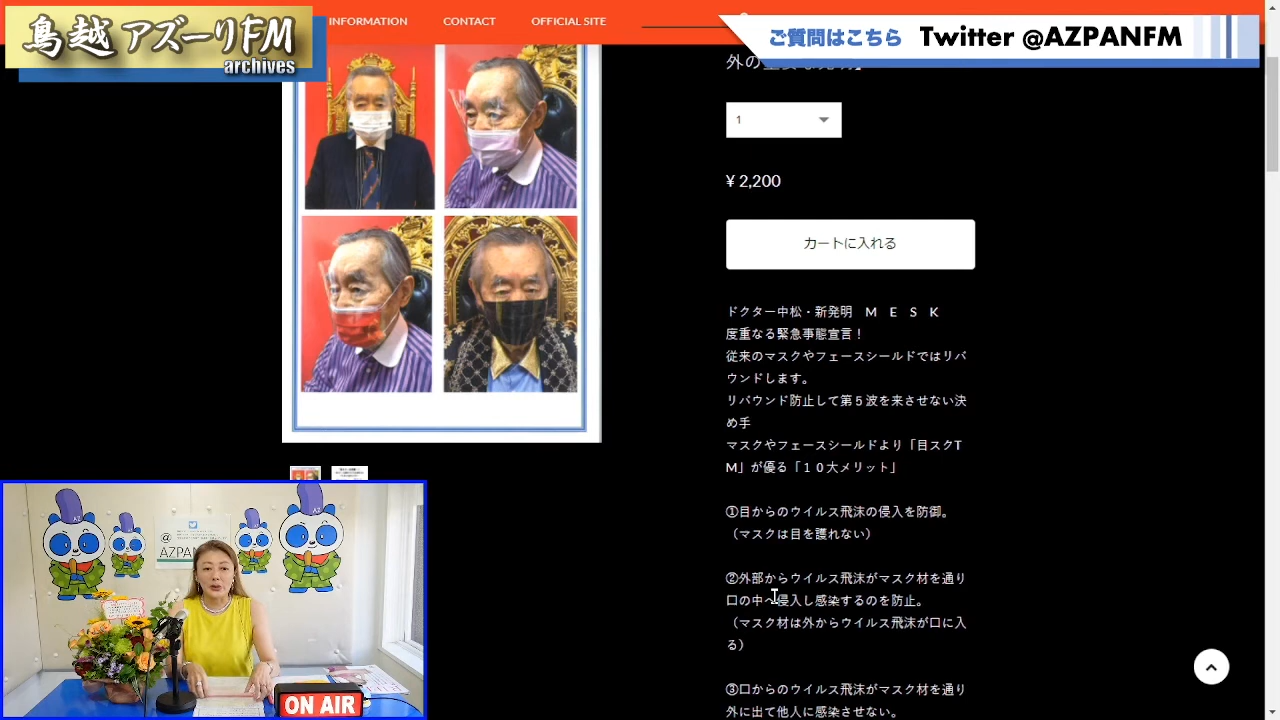 鳥越アズーりFM
archives
INFORMATION
CONTACT
OFFICIAL SITE
ご質問はこちら Twitter @AZPANFM
1
¥ 2,200
カートに入れる
ドクター中松・新発明 M E S K
度重なる緊急事態宣言！
従来のマスクやフェースシールドではリバ
ウンドします。
リバウンド防止して第５波を来させない決
め手
マスクやフェースシールドより「目スクT
M」が優る「１０大メリット」
①目からのウイルス飛沫の侵入を防御。
（マスクは目を護れない）
②外部からウイルス飛沫がマスク材を通り
口の中へ侵入し感染するのを防止。
（マスク材は外からウイルス飛沫が口に入
る）
③口からのウイルス飛沫がマスク材を通り
外に出て他人に感染させない。
@
AZPAN
ON AIR